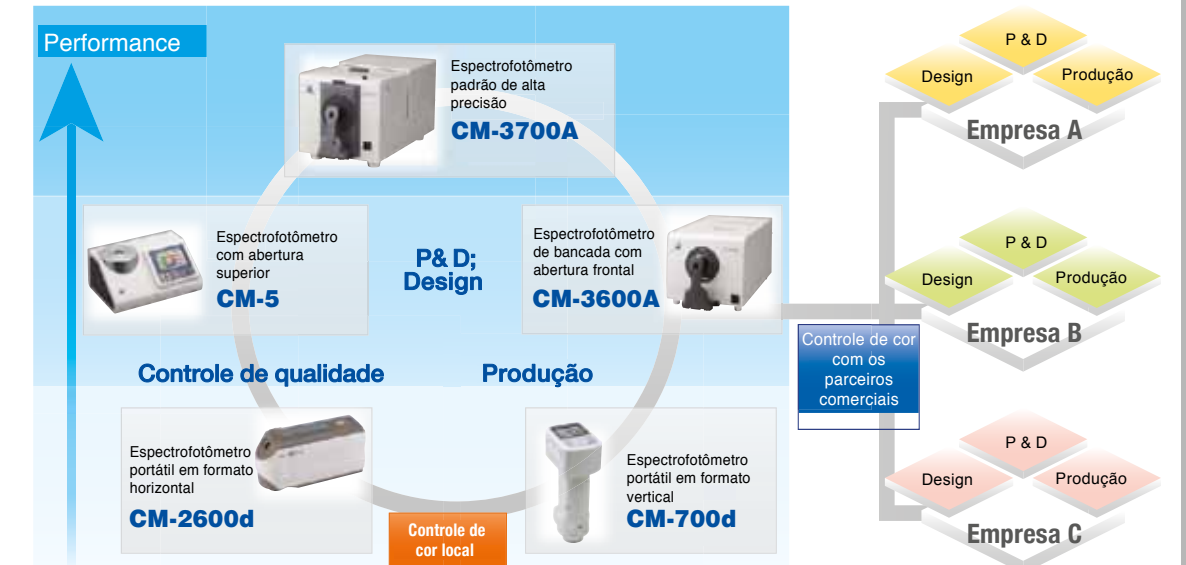 Performance
Espectrofotômetro
padrão de alta
precisão
CM-3700A
Espectrofotômetro
com abertura
superior
CM-5
P& D;
Design
Espectrofotômetro
de bancada com
abertura frontal
CM-3600A
Controle de qualidade
Produção
Espectrofotômetro
portátil em formato
horizontal
CM-2600d
Espectrofotômetro
portátil em formato
vertical
CM-700d
Controle de
cor local
Controle de cor
com os
parceiros
comerciais
P & D
Design
Produção
Empresa A
P & D
Design
Produção
Empresa B
P & D
Design
Produção
Empresa C